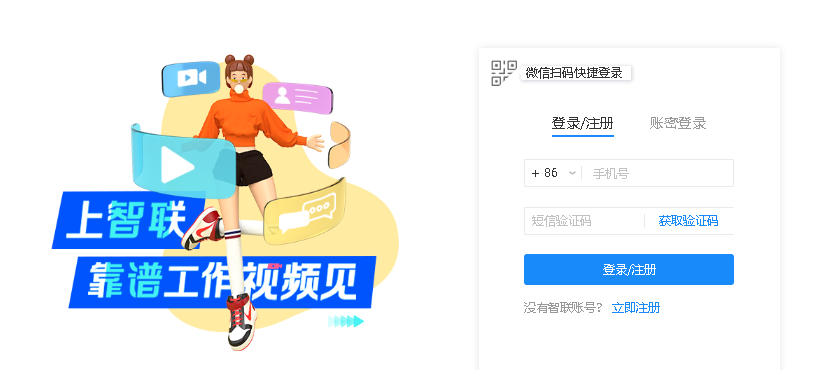 上智联
靠谱工作视频见
微信扫码快捷登录
登录/注册 账密登录
+ 86 手机号
短信验证码 获取验证码
登录/注册
没有智联账号? 立即注册